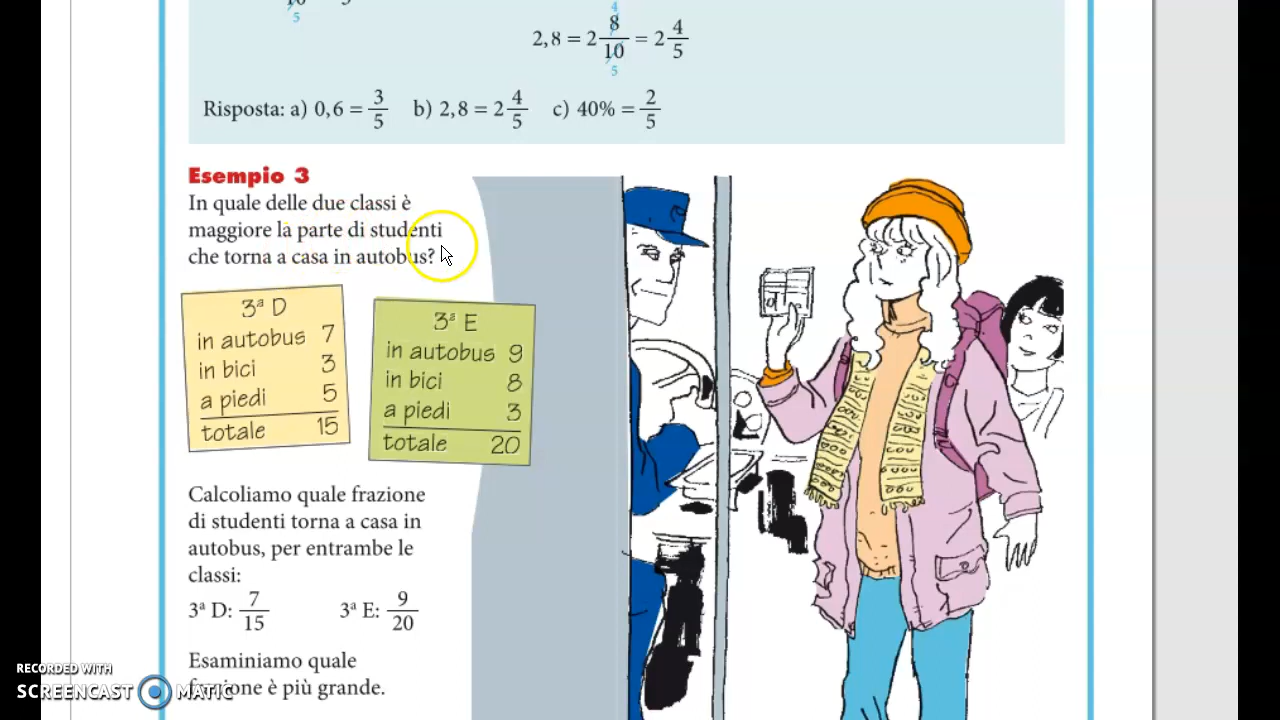 5
4
2,8 = 2 8/10 = 2 4/5
5
Risposta: a) 0,6 = 3/5 b) 2,8 = 2 4/5 c) 40% = 2/5
Esempio 3
In quale delle due classi è
maggiore la parte di studenti
che torna a casa in autobus?
3ª D
in autobus 7
in bici 3
a piedi 5
totale 15
3ª E
in autobus 9
in bici 8
a piedi 3
totale 20
Calcoliamo quale frazione
di studenti torna a casa in
autobus, per entrambe le
classi:
3ª D: 7/15 3ª E: 9/20
Esaminiamo quale
frazione è più grande.
RECORDED WITH
SCREENCAST MATIC